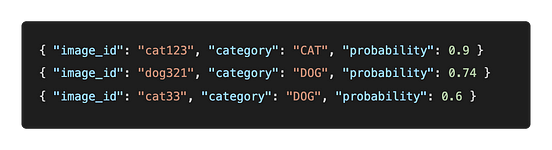 { "image_id": "cat123", "category": "CAT", "probability": 0.9 }
{ "image_id": "dog321", "category": "DOG", "probability": 0.74 }
{ "image_id": "cat33", "category": "DOG", "probability": 0.6 }